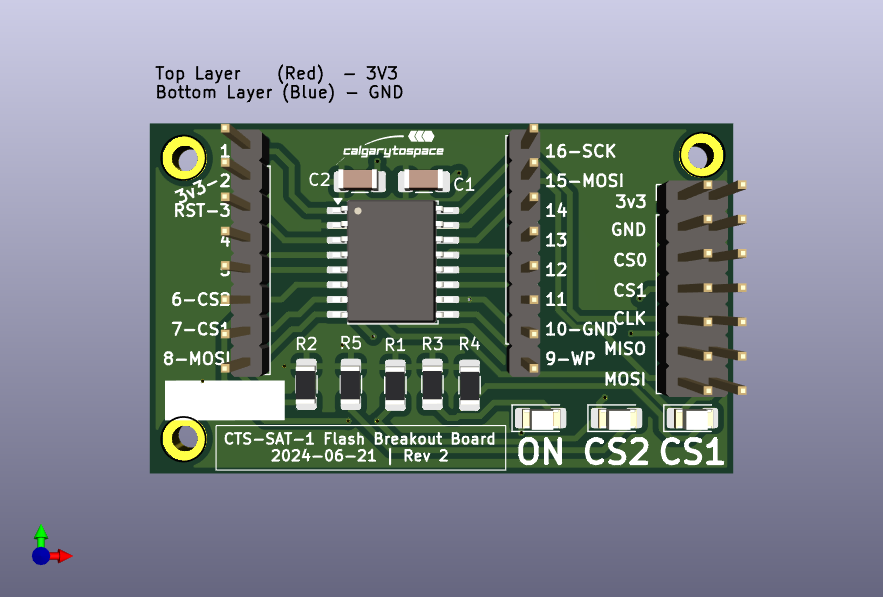 Top Layer (Red) - 3V3
Bottom Layer (Blue) - GND
calgarytospace
1
3v3-2
RST-3
4
6-CS2
7-CS1
8-MOSI
C2
C1
16-SCK
15-MOSI
14
13
12
11
10-GND
9-WP
3v3
GND
CS0
CS1
CLK
MISO
MOSI
R2 R5 R1 R3 R4
CTS-SAT-1 Flash Breakout Board
2024-06-21 | Rev 2
ON CS2 CS1